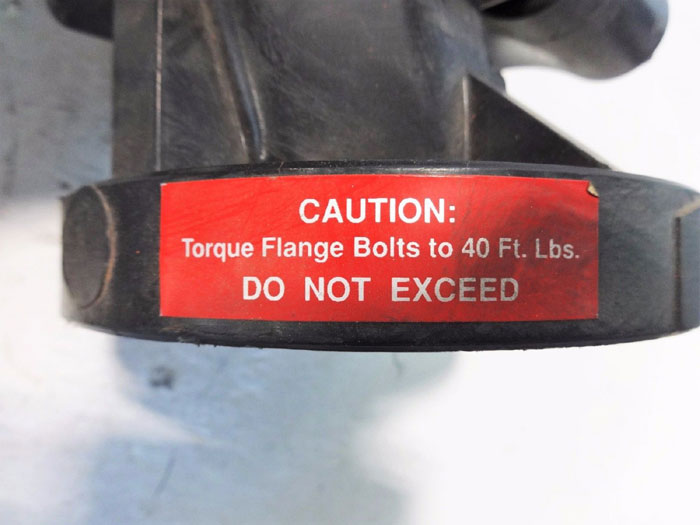 CAUTION:
Torque Flange Bolts to 40 Ft. Lbs.
DO NOT EXCEED